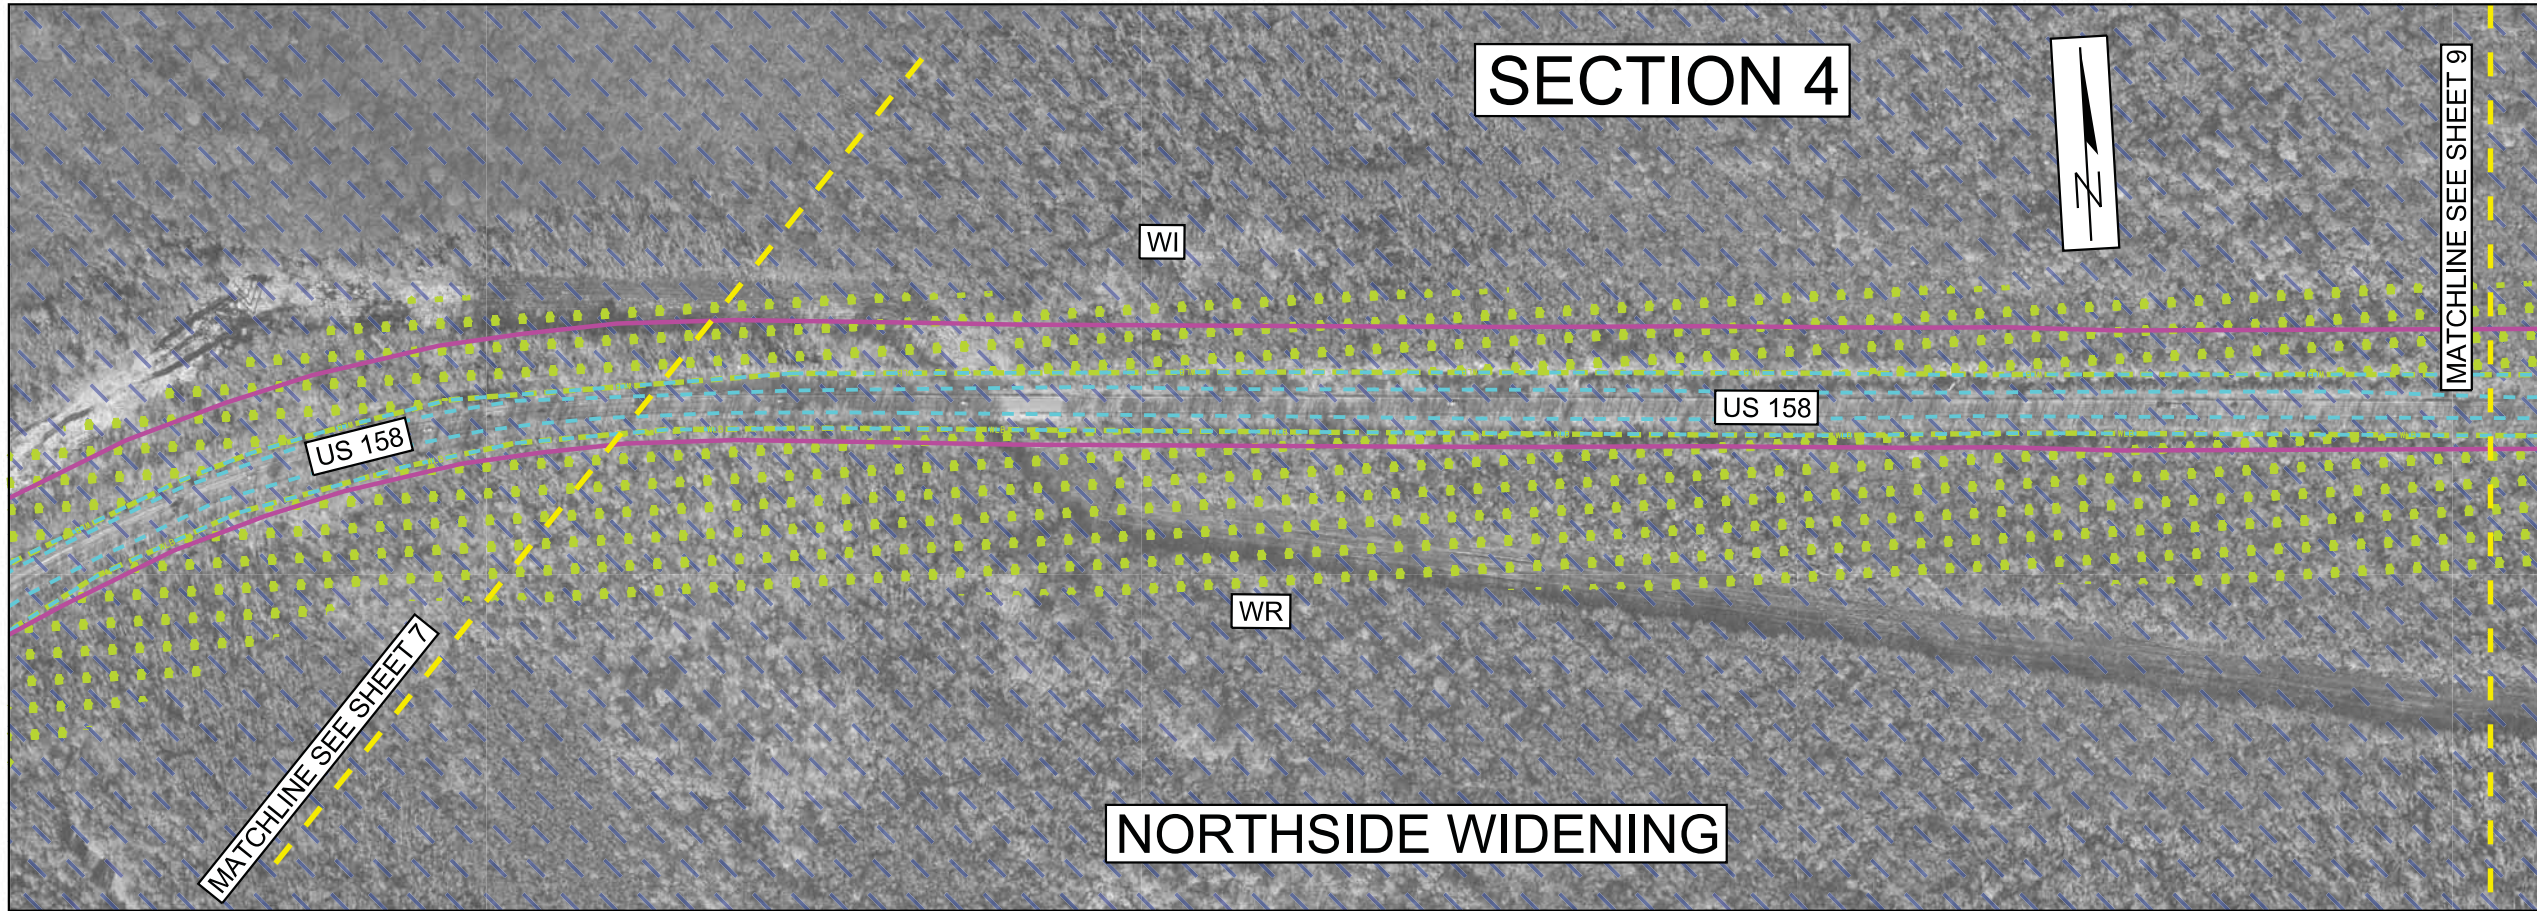 SECTION 4
N
MATCHLINE SEE SHEET 9
WI
US 158
US 158
WR
MATCHLINE SEE SHEET 7
NORTHSIDE WIDENING